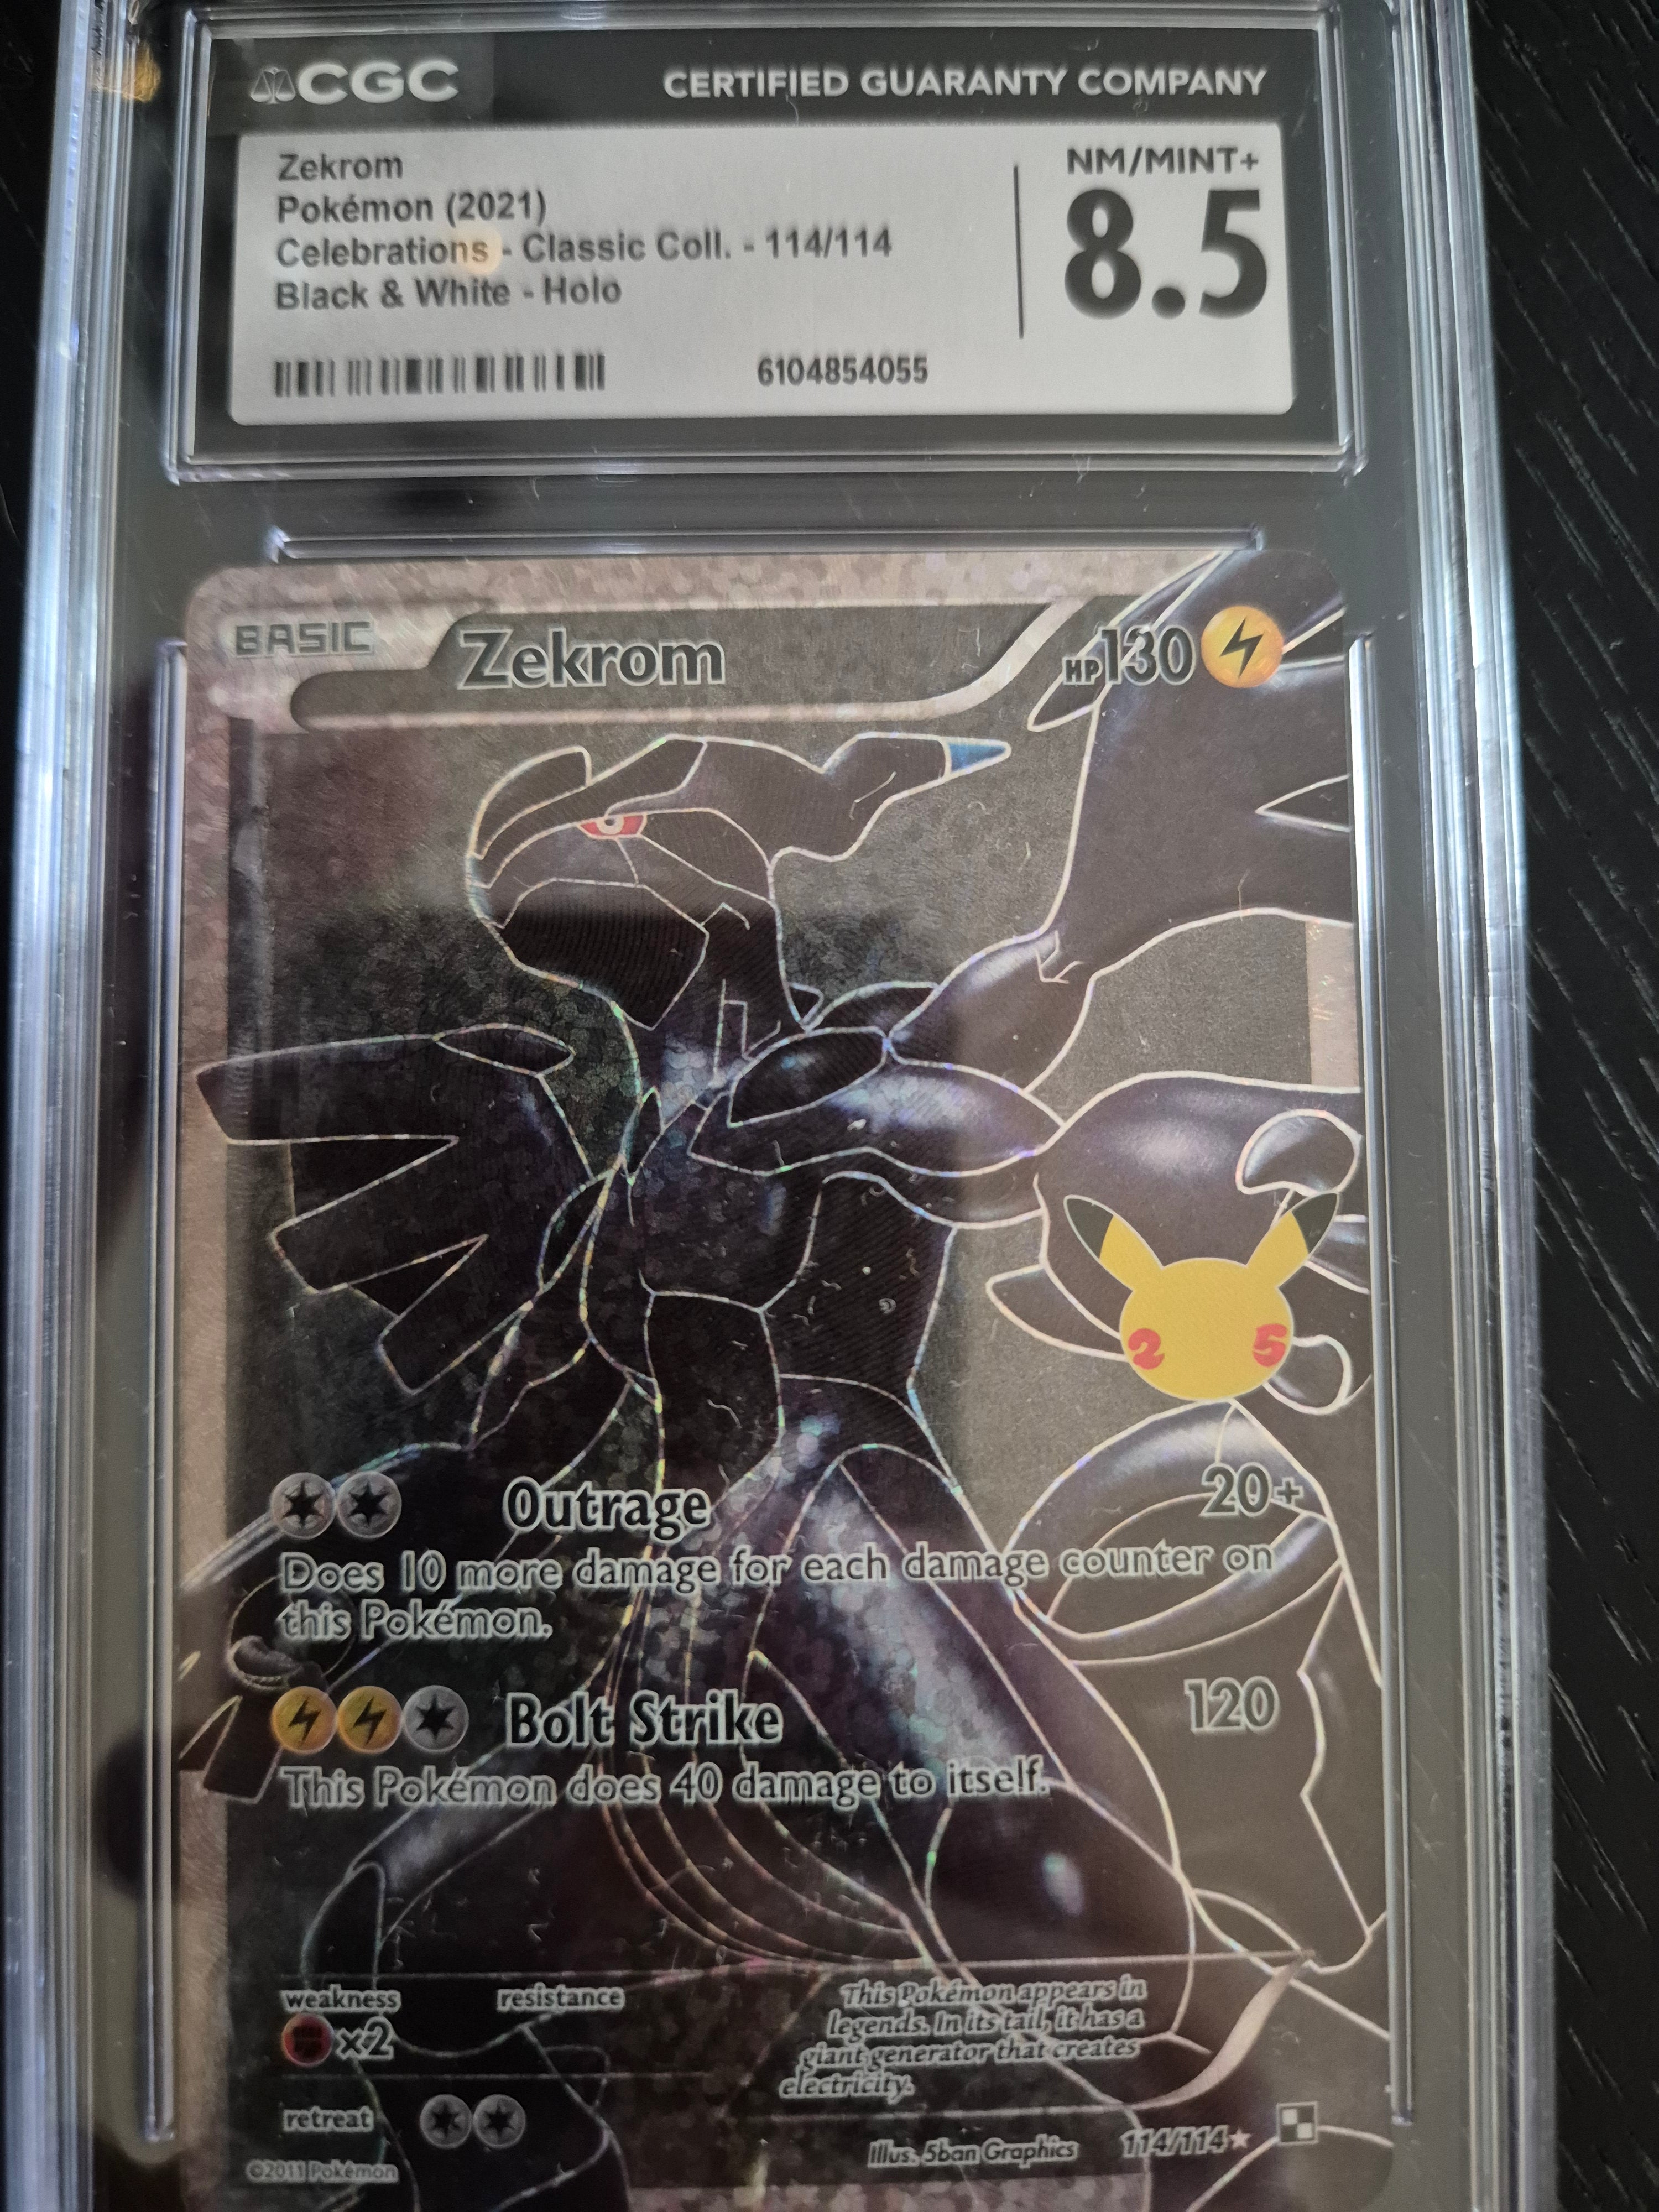 CGC CERTIFIED GUARANTY COMPANY
Zekrom
Pokémon (2021)
Celebrations - Classic Coll. - 114/114
Black & White - Holo
NM/MINT+
8.5
6104854055
BASIC Zekrom HP130
2 5
Outrage 20+
Does 10 more damage for each damage counter on
this Pokémon.
Bolt Strike 120
This Pokémon does 40 damage to itself.
weakness resistance
×2
This Pokémon appears in
legends. In its tail, it has a
giant generator that creates
electricity.
retreat
Illus. 5ban Graphics 114/114★
©2011 Pokémon